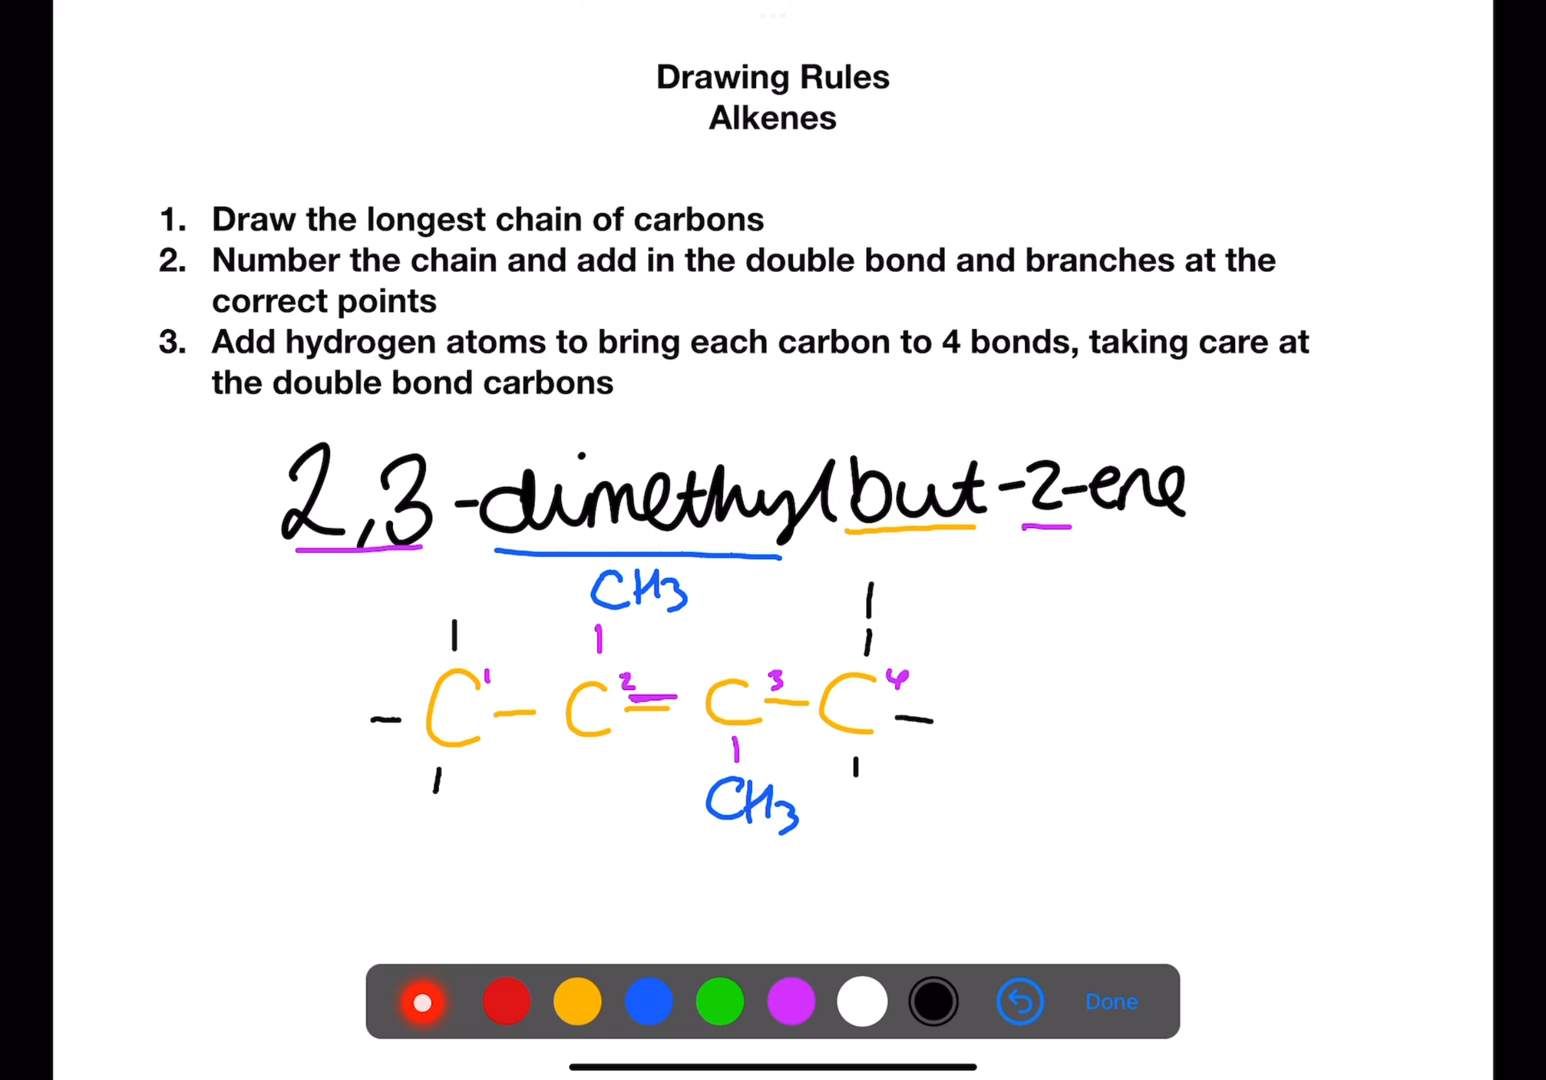 Drawing Rules
Alkenes
1. Draw the longest chain of carbons
2. Number the chain and add in the double bond and branches at the
correct points
3. Add hydrogen atoms to bring each carbon to 4 bonds, taking care at
the double bond carbons
2,3-dimethylbut-2-ene
CH3
C1 - C2 = C3 - C4
CH3
Done